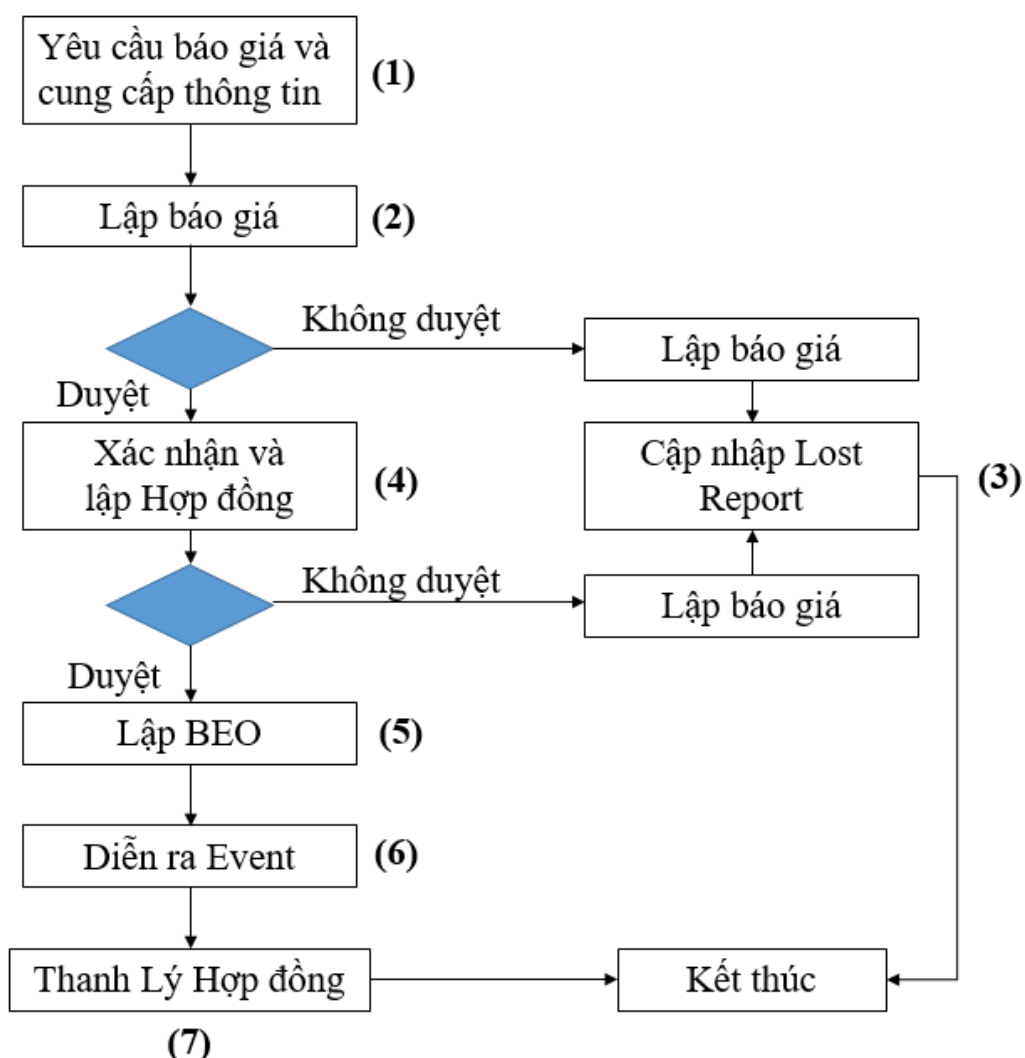 Yêu cầu báo giá và
cung cấp thông tin
(1)
Lập báo giá
(2)
Không duyệt
Lập báo giá
Duyệt
Xác nhận và
lập Hợp đồng
(4)
Cập nhập Lost
Report
(3)
Không duyệt
Lập báo giá
Duyệt
Lập BEO
(5)
Diễn ra Event
(6)
Thanh Lý Hợp đồng
Kết thúc
(7)